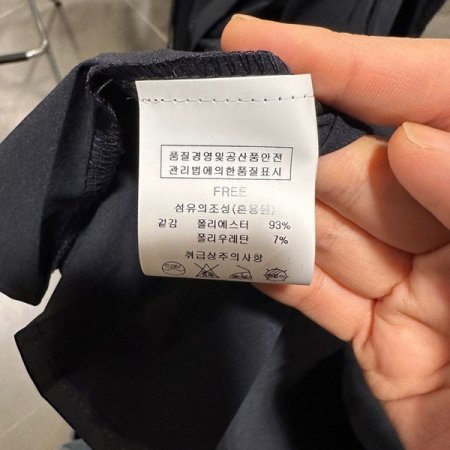 품질경영및공산품안전
관리법에의한품질표시
FREE
섬유의조성(혼용율)
겉감 폴리에스터 93%
폴리우레탄 7%
취급상주의사항